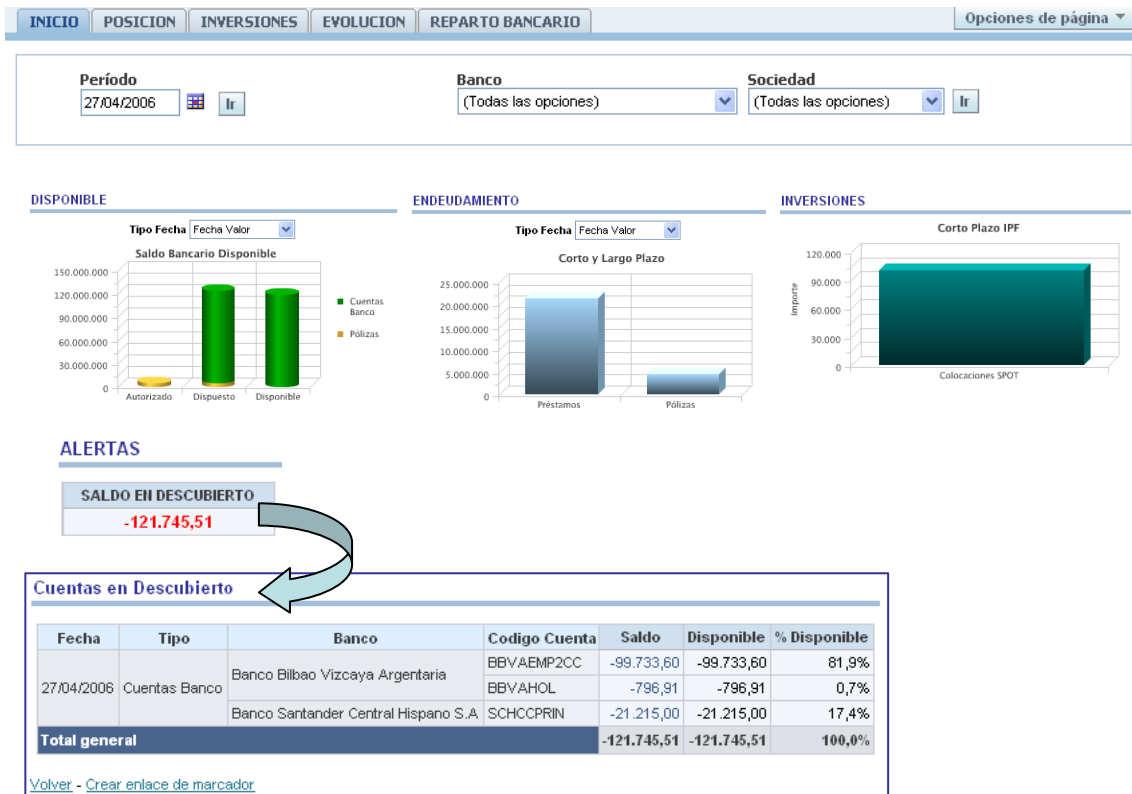 INICIO POSICION INVERSIONES EVOLUCION REPARTO BANCARIO Opciones de página
Período Banco Sociedad
27/04/2006 Ir (Todas las opciones) (Todas las opciones) Ir
DISPONIBLE
Tipo Fecha Fecha Valor
Saldo Bancario Disponible
150.000.000
120.000.000
90.000.000
60.000.000
30.000.000
0
Autorizado Dispuesto Disponible
Cuentas
Banco
Pólizas
ENDEUDAMIENTO
Tipo Fecha Fecha Valor
Corto y Largo Plazo
25.000.000
20.000.000
15.000.000
10.000.000
5.000.000
0
Préstamos Pólizas
INVERSIONES
Corto Plazo IPF
Importe
120.000
90.000
60.000
30.000
0
Colocaciones SPOT
ALERTAS
SALDO EN DESCUBIERTO
-121.745,51
Cuentas en Descubierto
Fecha Tipo Banco Codigo Cuenta Saldo Disponible % Disponible
27/04/2006 Cuentas Banco Banco Bilbao Vizcaya Argentaria BBVAEMP2CC -99.733,60 -99.733,60 81,9%
BBVAHOL -796,91 -796,91 0,7%
Banco Santander Central Hispano S.A SCHCCPRIN -21.215,00 -21.215,00 17,4%
Total general -121.745,51 -121.745,51 100,0%
Volver - Crear enlace de marcador